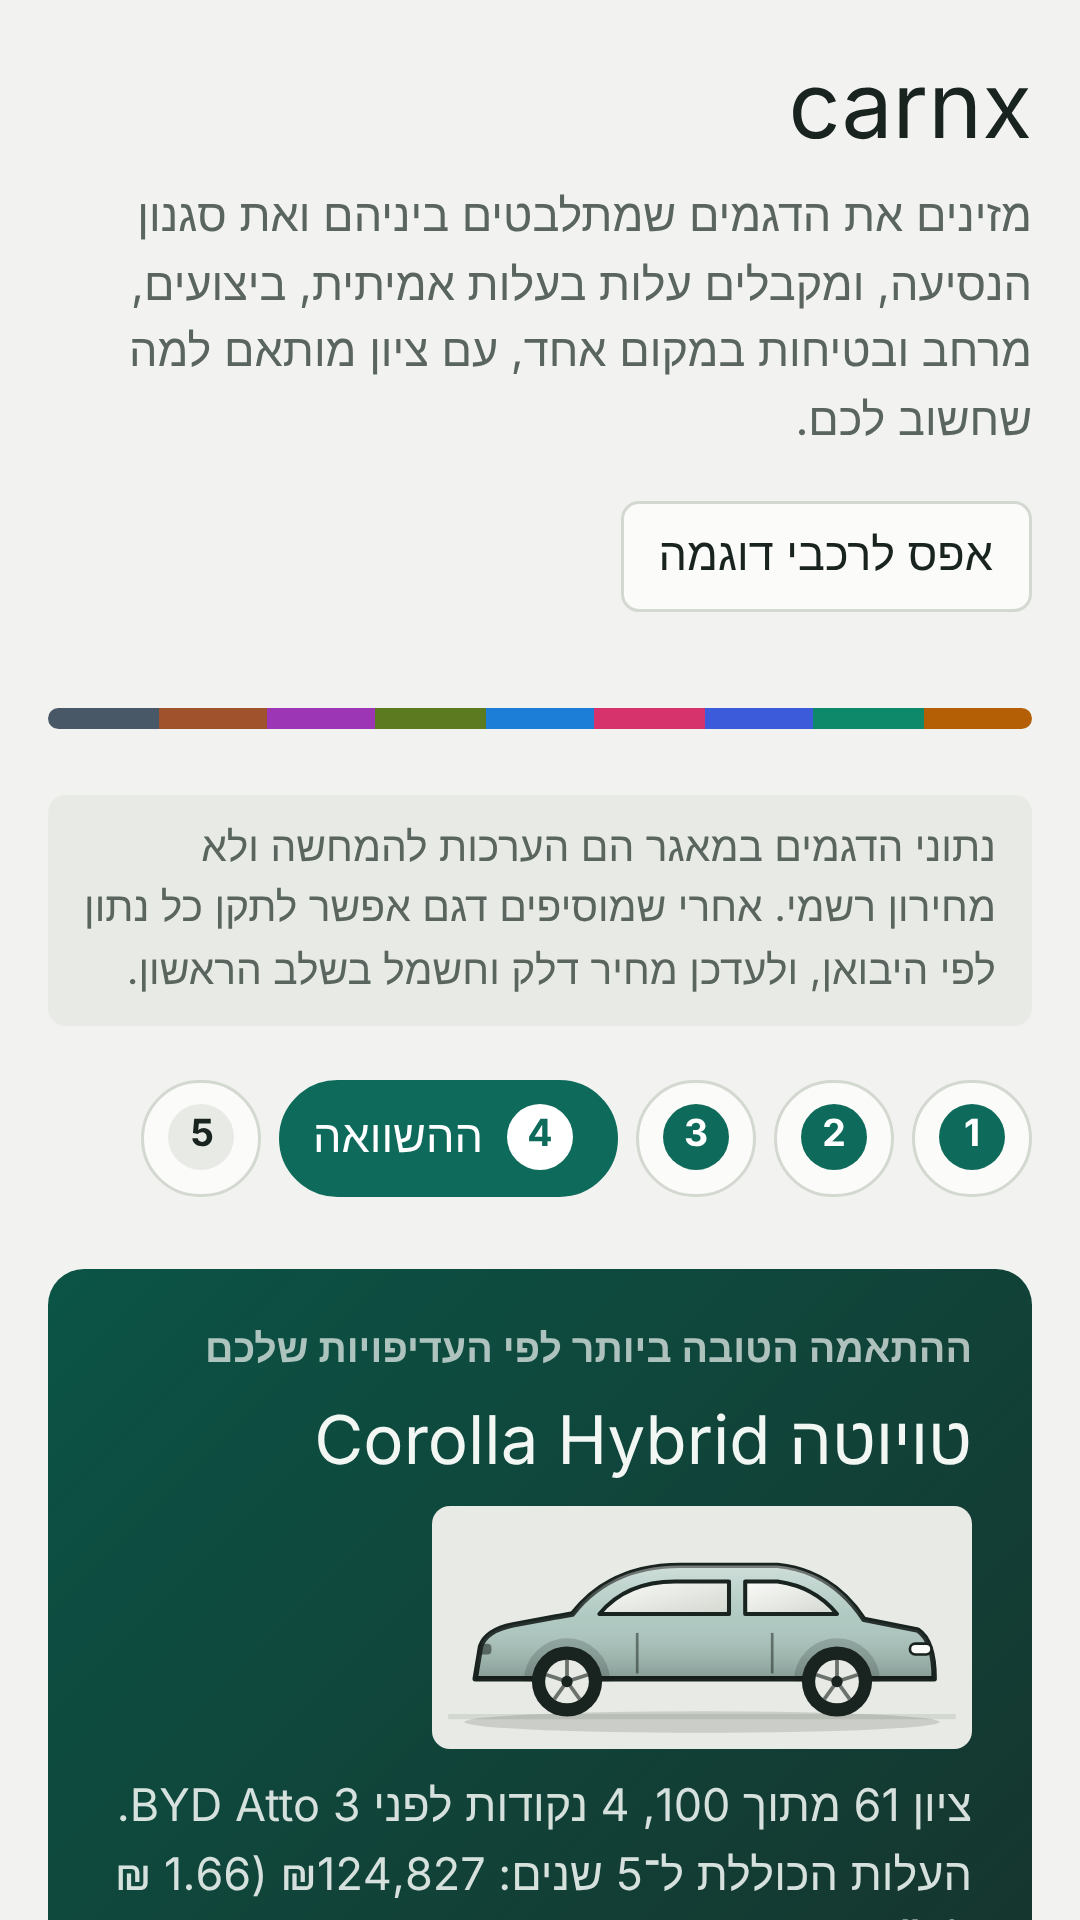 carnx
מזינים את הדגמים שמתלבטים ביניהם ואת סגנון
הנסיעה, ומקבלים עלות בעלות אמיתית, ביצועים,
מרחב ובטיחות במקום אחד, עם ציון מותאם למה
שחשוב לכם.
אפס לרכבי דוגמה
נתוני הדגמים במאגר הם הערכות להמחשה ולא
מחירון רשמי. אחרי שמוסיפים דגם אפשר לתקן כל נתון
לפי היבואן, ולעדכן מחיר דלק וחשמל בשלב הראשון.
1 2 3 4 ההשוואה 5
ההתאמה הטובה ביותר לפי העדיפויות שלכם
טויוטה Corolla Hybrid
ציון 61 מתוך 100, 4 נקודות לפני BYD Atto 3.
העלות הכוללת ל־5 שנים: 124,827₪ (1.66 ₪